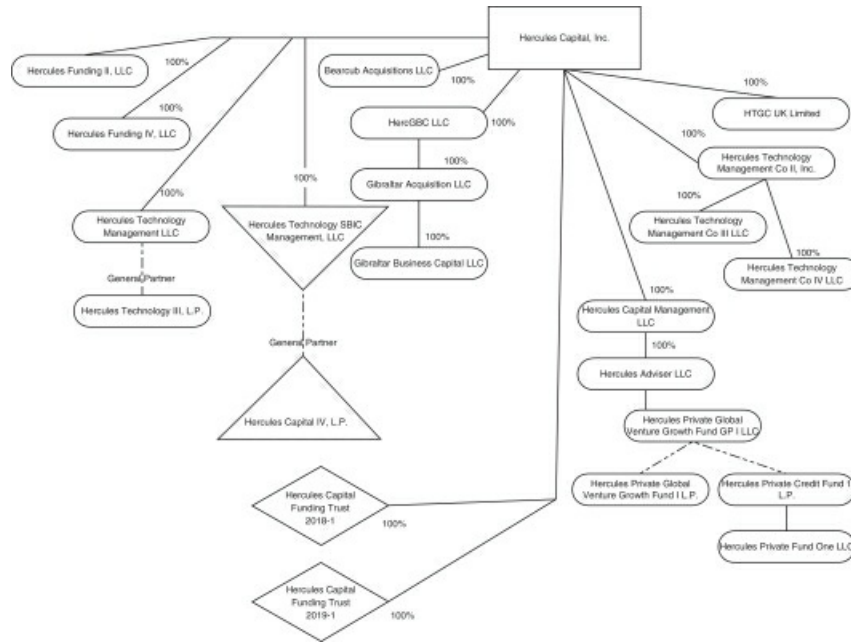 Hercules Capital, Inc.
Hercules Funding II, LLC
100%
Bearcub Acquisitions LLC
100%
100%
HTGC UK Limited
100%
Hercules Funding IV, LLC
HercGBC LLC
100%
100%
Hercules Technology
Management Co II, Inc.
100%
Gibraltar Acquisition LLC
100%
100%
100%
Hercules Technology
Management LLC
Hercules Technology SBIC
Management, LLC
Hercules Technology
Management Co III LLC
100%
Gibraltar Business Capital LLC
100%
Hercules Technology
Management Co IV LLC
General Partner
Hercules Technology III, L.P.
100%
Hercules Capital Management
LLC
General Partner
100%
Hercules Adviser LLC
Hercules Capital IV, L.P.
Hercules Private Global
Venture Growth Fund GP I LLC
Hercules Private Global
Venture Growth Fund I L.P.
Hercules Private Credit Fund 1
L.P.
Hercules Capital
Funding Trust
2018-1
100%
Hercules Private Fund One LLC
Hercules Capital
Funding Trust
2019-1
100%